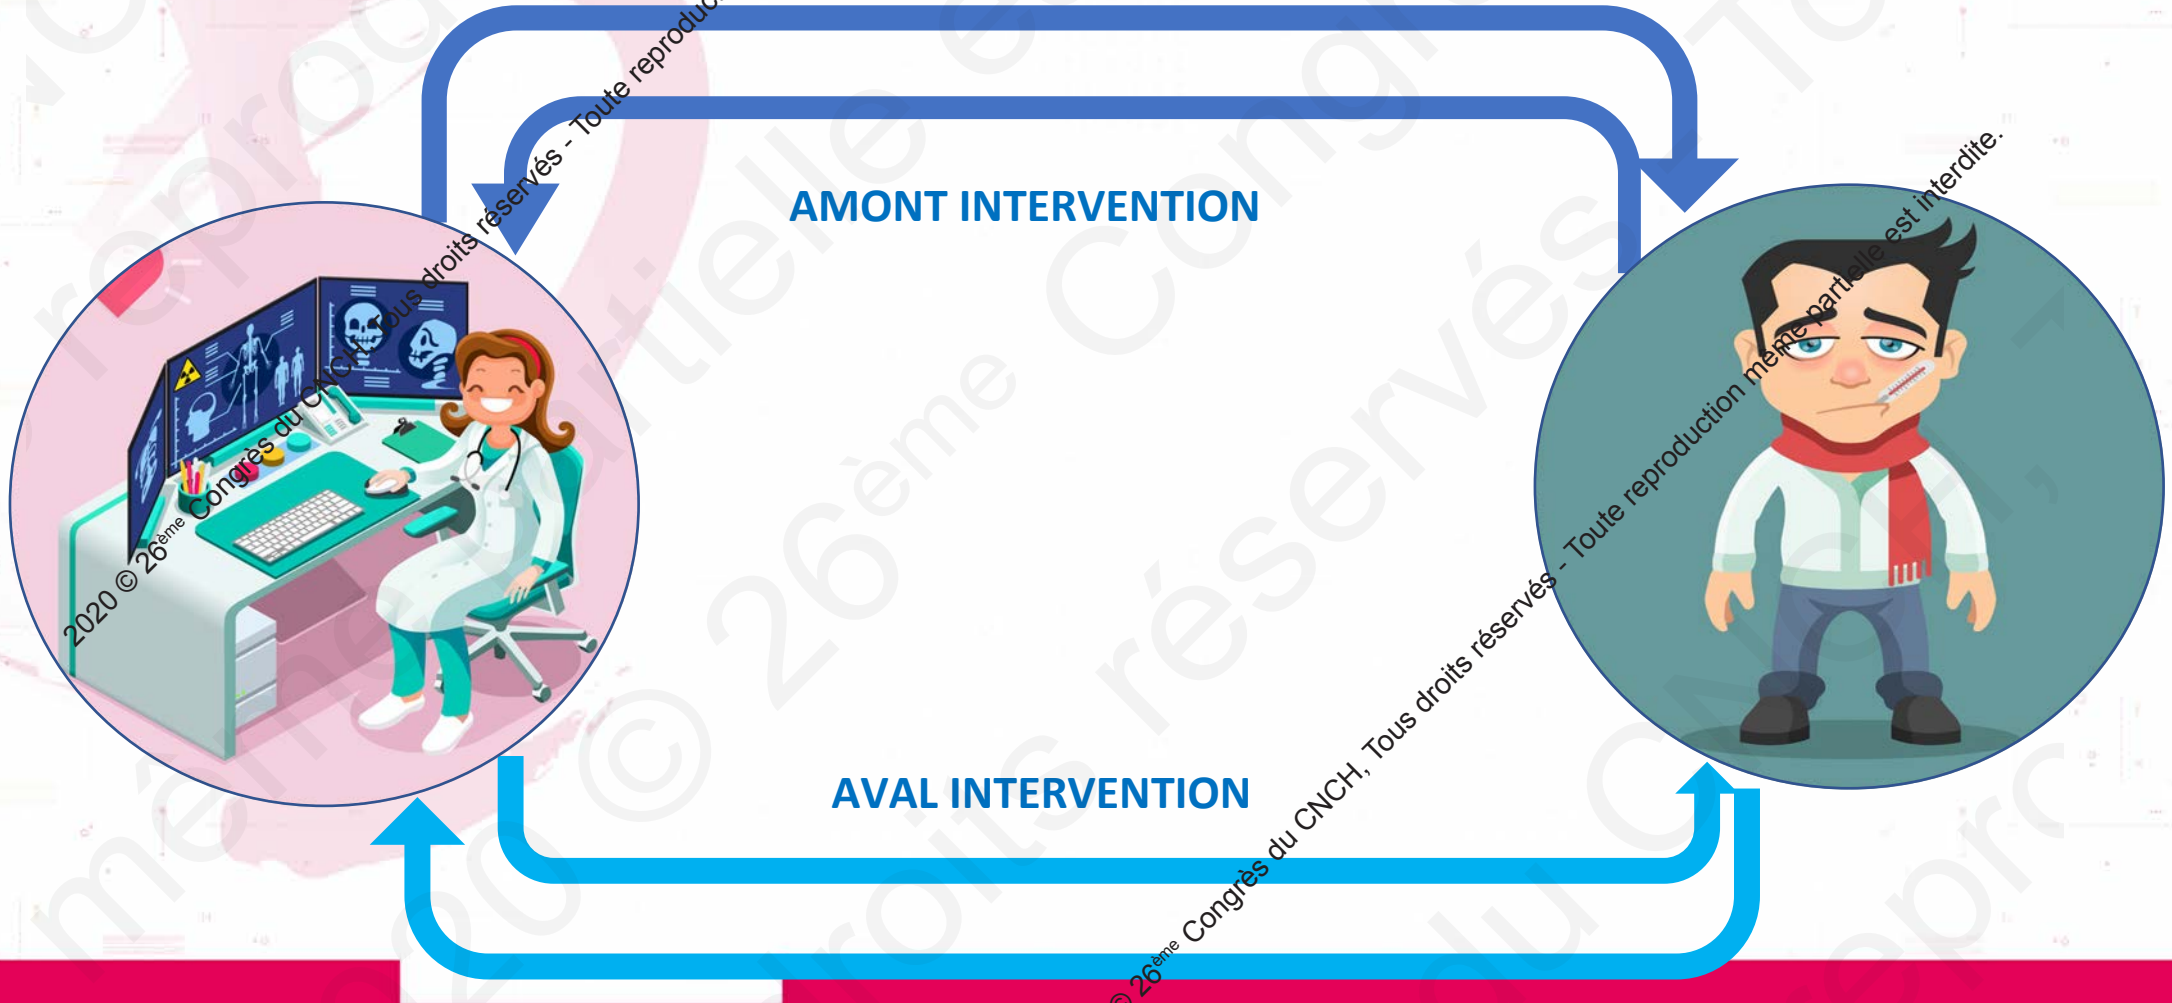 AMONT INTERVENTION
AVAL INTERVENTION
2020 © 26ème Congrès du CNCH, Tous droits réservés - Toute reproduc
© 26ème Congrès du CNCH, Tous droits réservés - Toute reproduction même partielle est interdite.